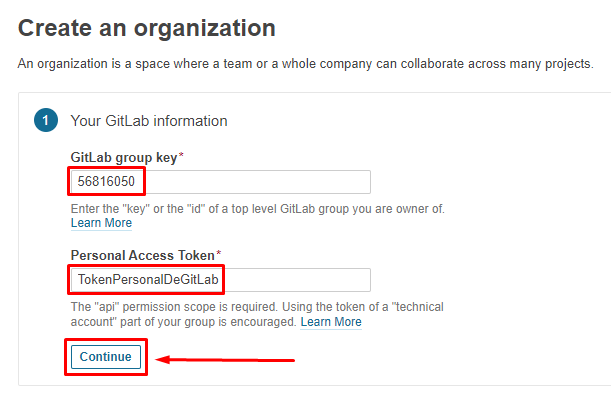 Create an organization
An organization is a space where a team or a whole company can collaborate across many projects.
1 Your GitLab information
GitLab group key*
56816050
Enter the "key" or the "id" of a top level GitLab group you are owner of.
Learn More
Personal Access Token*
TokenPersonalDeGitLab
The "api" permission scope is required. Using the token of a "technical
account" part of your group is encouraged. Learn More
Continue